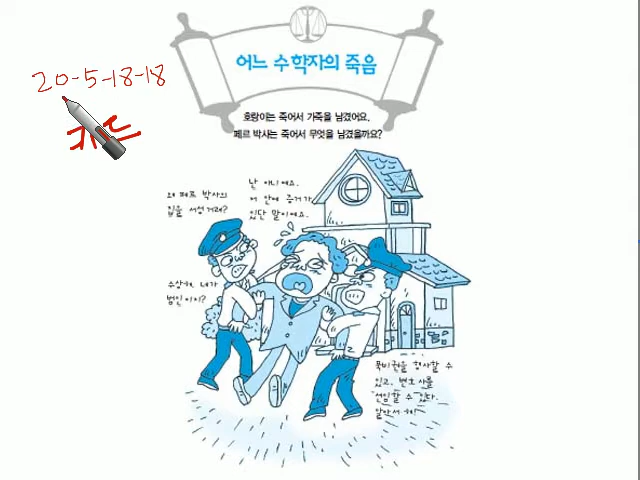 어느 수학자의 죽음
20-5-18-18
카드
호랑이는 죽어서 가죽을 남겼어요.
페르 박사는 죽어서 무엇을 남겼을까요?
왜 페르 박사의
집을 서성거려?
난 아니에요.
저 안에 증거가
있단 말이에요.
수상해, 네가
범인이지?
묵비권을 행사할 수
있고, 변호사를
선임할 수 있다.
알아서 해!